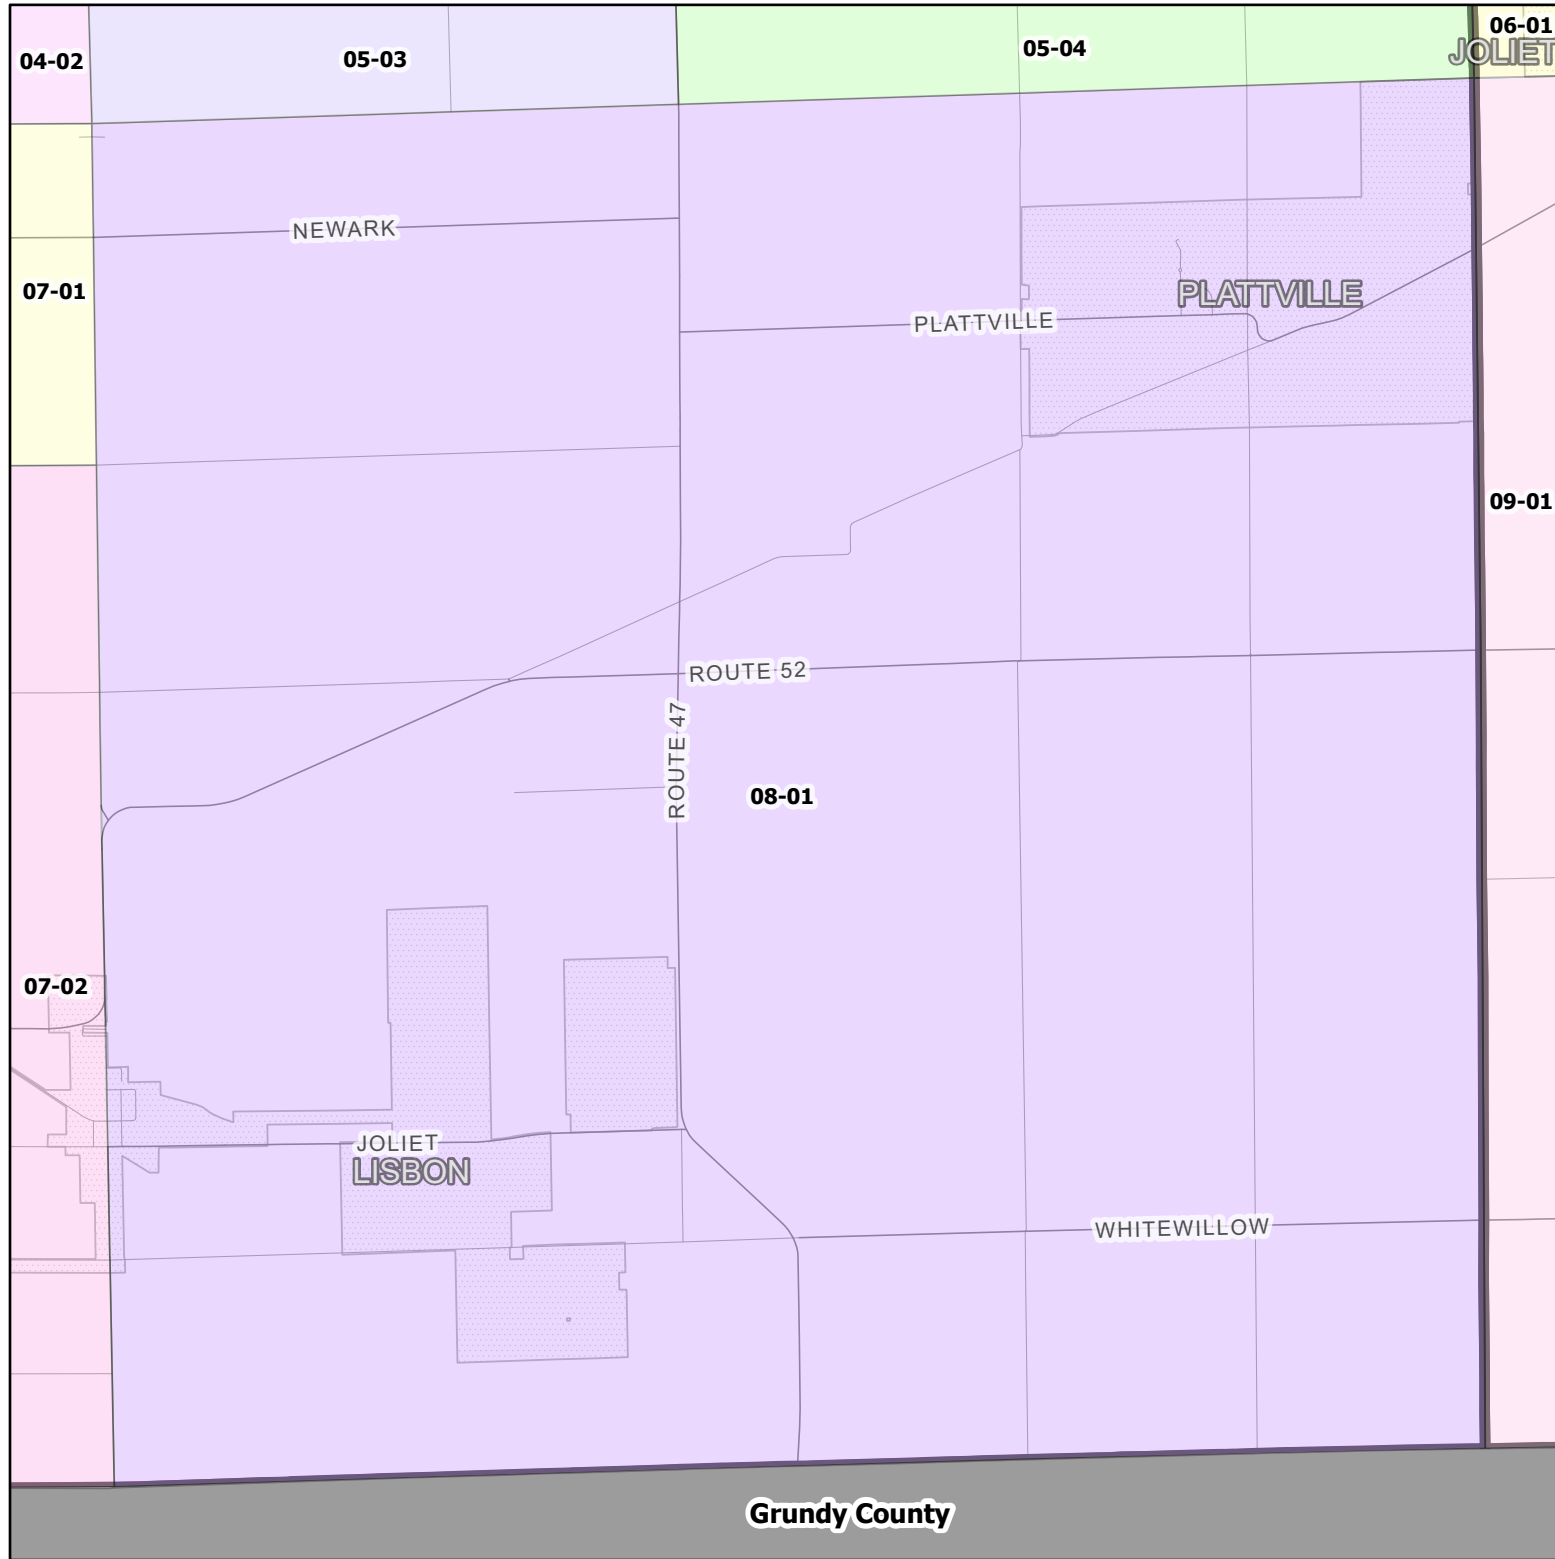 06-01
05-04
JOLIET
04-02
05-03
NEWARK
07-01
PLATTVILLE
PLATTVILLE
09-01
ROUTE 52
ROUTE 47
08-01
07-02
JOLIET
LISBON
WHITEWILLOW
Grundy County